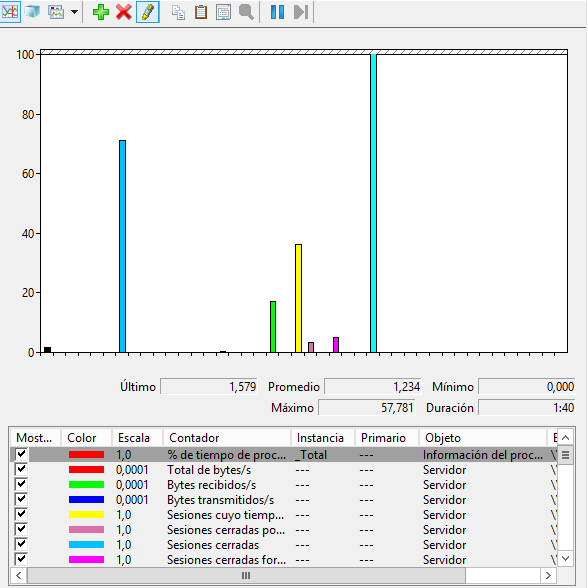 100
80
60
40
20
0
Último 1,579 Promedio 1,234 Mínimo 0,000
Máximo 57,781 Duración 1:40
Most... Color Escala Contador Instancia Primario Objeto E
1,0 % de tiempo de proc... _Total --- Información del proc... \\
0,0001 Total de bytes/s --- --- Servidor \\
0,0001 Bytes recibidos/s --- --- Servidor \\
0,0001 Bytes transmitidos/s --- --- Servidor \\
1,0 Sesiones cuyo tiemp... --- --- Servidor \\
1,0 Sesiones cerradas po... --- --- Servidor \\
1,0 Sesiones cerradas --- --- Servidor \\
1,0 Sesiones cerradas for... --- --- Servidor \\